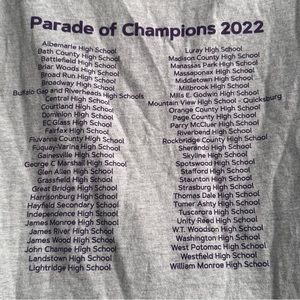 Parade of Champions 2022
Albemarle High School
Bath County High School
Battlefield High School
Briar Woods High School
Broad Run High School
Broadway High School
Buffalo Gap and Riverheads High Schools
Central High School
Courtland High School
Dominion High School
EC Glass High School
Fairfax High School
Fluvanna County High School
Fuquay-Varina High School
Gainesville High School
George C Marshall High School
Glen Allen High School
Grassfield High School
Great Bridge High School
Harrisonburg High School
Hayfield Secondary School
Independence High School
James Monroe High School
James River High School
James Wood High School
John Champe High School
Landstown High School
Lightridge High School
Luray High School
Madison County High School
Manassas Park High School
Massaponax High School
Middletown High School
Millbrook High School
Mills E. Godwin High School
Mountain View High School - Quicksburg
Orange County High School
Page County High School
Parry McCluer High School
Riverbend High School
Rockbridge County High School
Sherando High School
Skyline High School
Spotswood High School
Stafford High School
Staunton High School
Strasburg High School
Thomas Dale High School
Turner Ashy High School
Tuscarora High School
Unity Reed High School
W.T. Woodson High School
Washington High School
West Potomac High School
Westfield High School
William Monroe High School